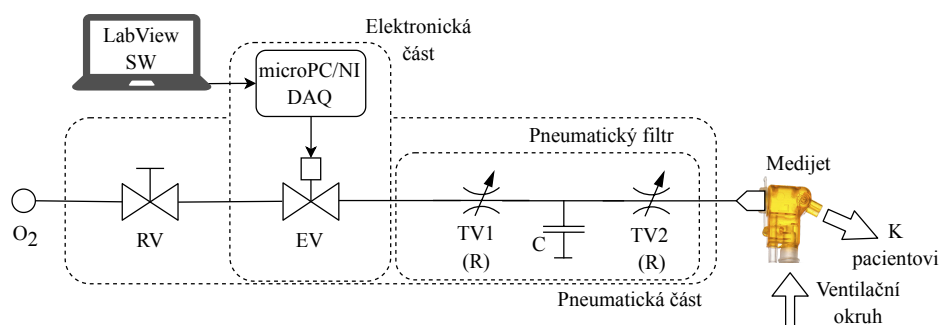 LabView
SW
Elektronická
část
microPC/NI
DAQ
Pneumatický filtr
Medijet
O2
RV
EV
TV1
(R)
C
TV2
(R)
K
pacientovi
Pneumatická část
Ventilační
okruh